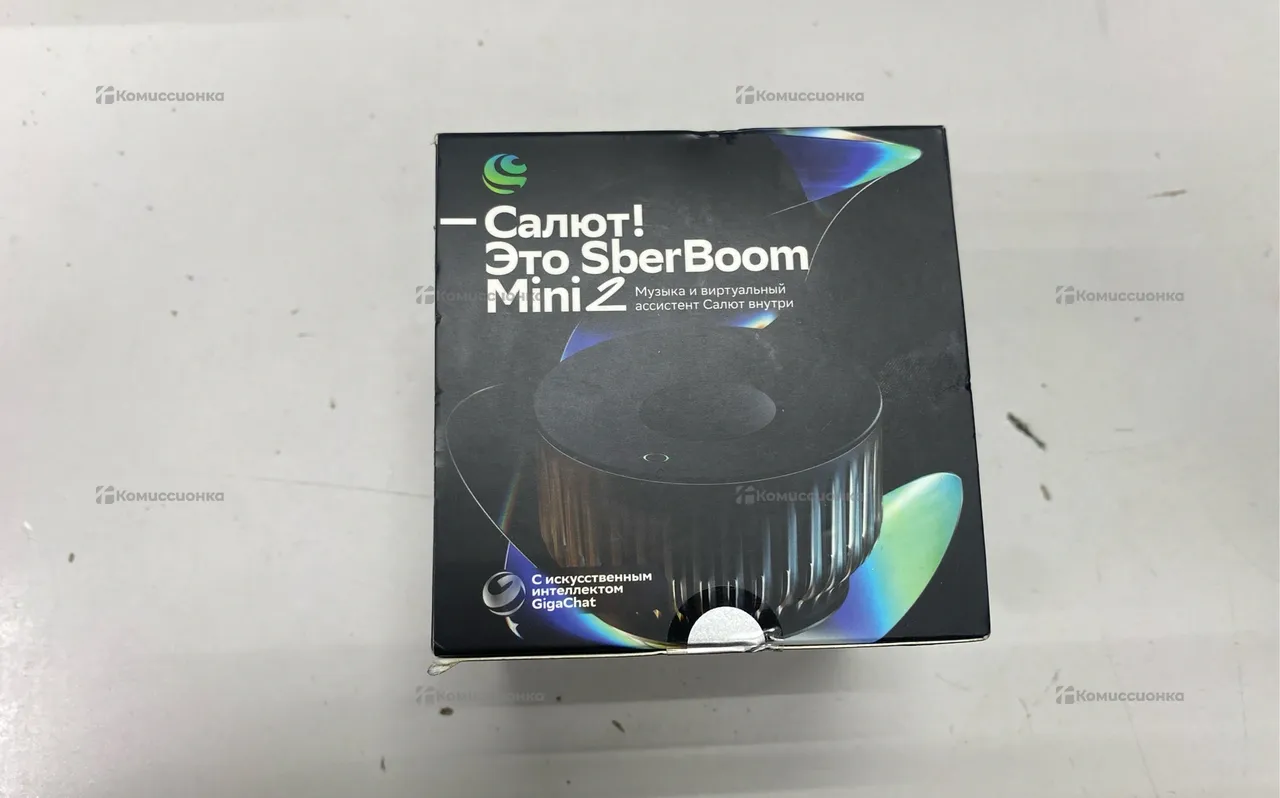 Комиссионка
Комиссионка
— Салют!
Это SberBoom
Mini 2
Музыка и виртуальный
ассистент Салют внутри
Комиссионка
Комиссионка
Комиссионка
Комиссионка
С искусственным
интеллектом
GigaChat
Комиссионка
Комиссионка